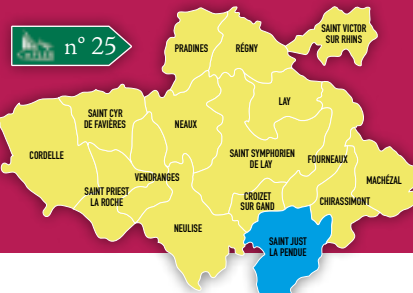 n° 25
SAINT VICTOR
SUR RHINS
PRADINES
RÉGNY
LAY
SAINT CYR
DE FAVIÈRES
NEAUX
CORDELLE
SAINT SYMPHORIEN
DE LAY
FOURNEAUX
VENDRANGES
MACHÉZAL
SAINT PRIEST
LA ROCHE
CROIZET
SUR GAND
CHIRASSIMONT
NEULISE
SAINT JUST
LA PENDUE